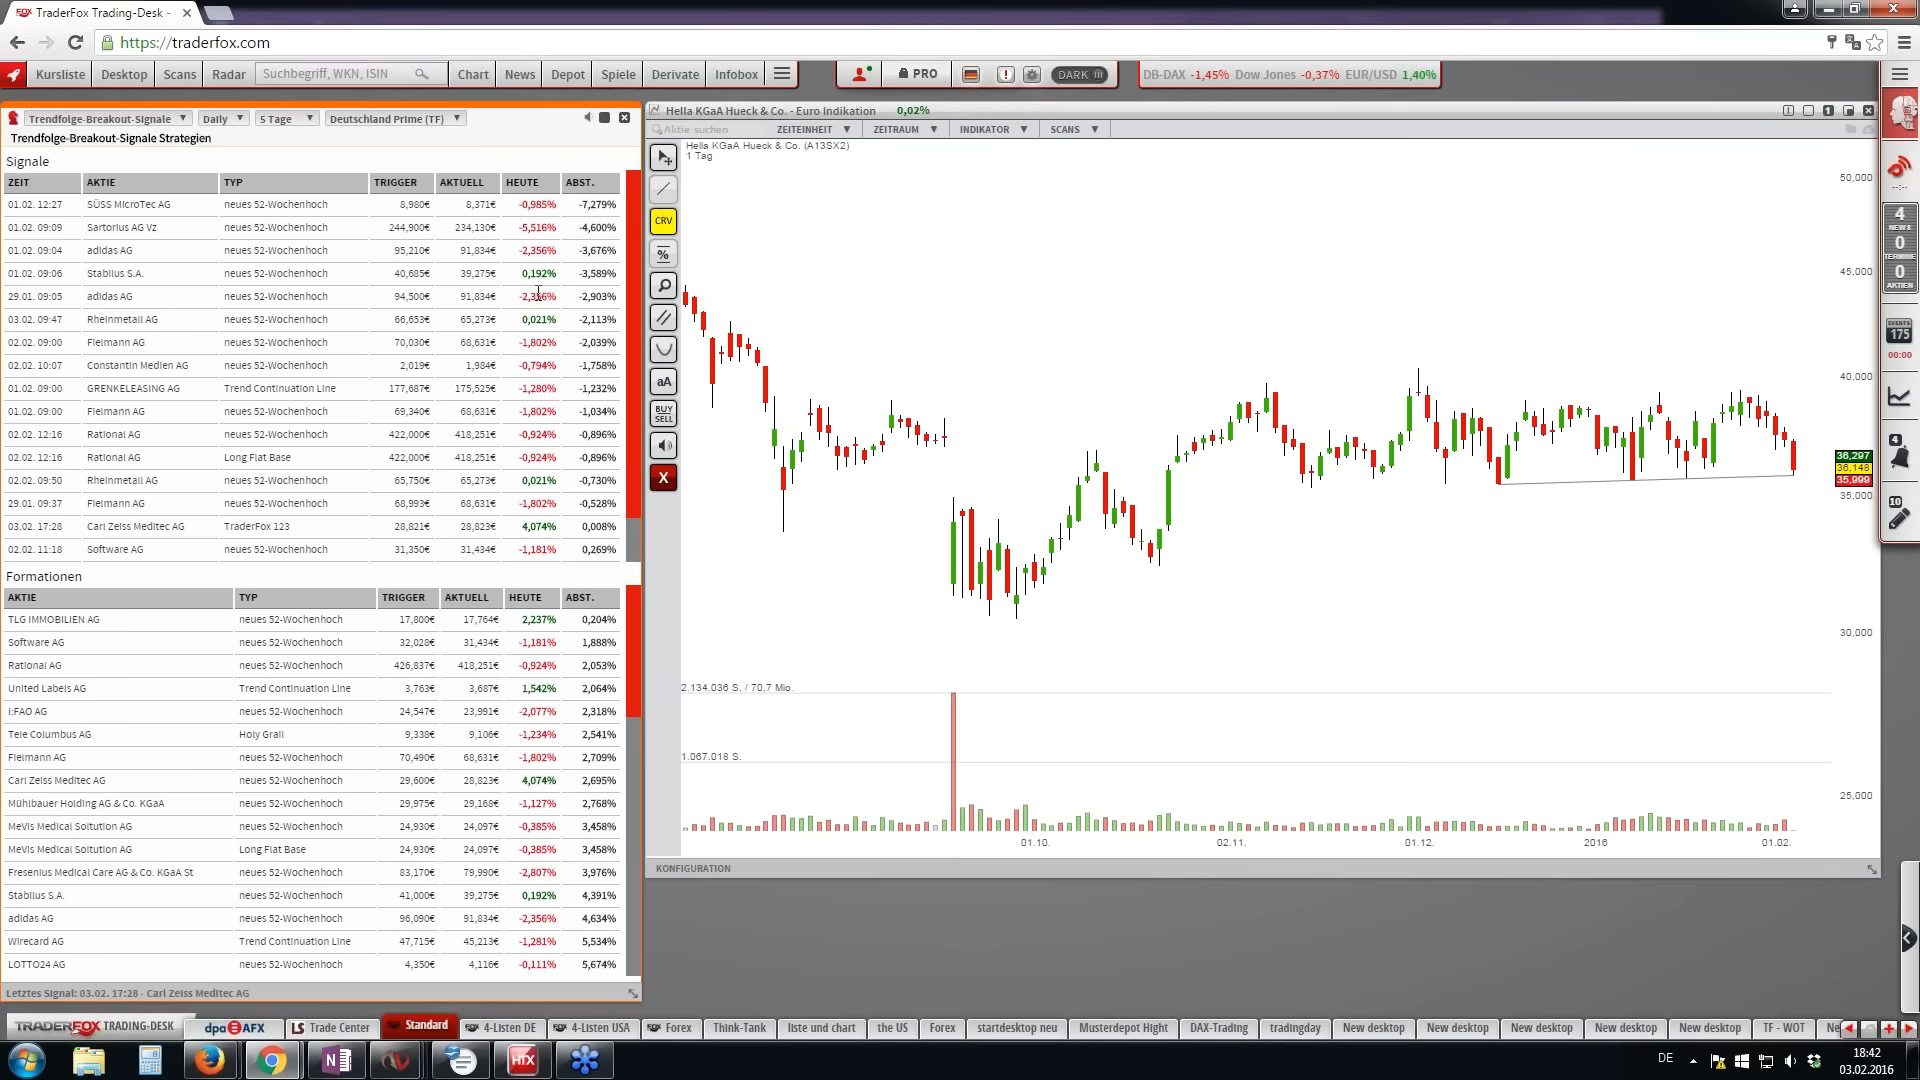 TraderFox Trading-Desk -
https://traderfox.com
Kursliste Desktop Scans Radar Suchbegriff, WKN, ISIN Chart News Depot Spiele Derivate Infobox PRO DARK DB-DAX -1,45% Dow Jones -0,37% EUR/USD 1,40%
Trendfolge-Breakout-Signale Daily 5 Tage Deutschland Prime (TF)
Trendfolge-Breakout-Signale Strategien
Signale
ZEIT AKTIE TYP TRIGGER AKTUELL HEUTE ABST.
01.02. 12:27 SÜSS MicroTec AG neues 52-Wochenhoch 8,980€ 8,371€ -0,985% -7,279%
01.02. 09:09 Sartorius AG Vz neues 52-Wochenhoch 244,900€ 234,130€ -5,516% -4,600%
01.02. 09:04 adidas AG neues 52-Wochenhoch 95,210€ 91,834€ -2,356% -3,676%
01.02. 09:06 Stabilus S.A. neues 52-Wochenhoch 40,685€ 39,275€ 0,192% -3,589%
29.01. 09:05 adidas AG neues 52-Wochenhoch 94,500€ 91,834€ -2,356% -2,903%
03.02. 09:47 Rheinmetall AG neues 52-Wochenhoch 66,653€ 65,273€ 0,021% -2,113%
02.02. 09:00 Fielmann AG neues 52-Wochenhoch 70,030€ 68,631€ -1,802% -2,039%
02.02. 10:07 Constantin Medien AG neues 52-Wochenhoch 2,019€ 1,984€ -0,794% -1,758%
01.02. 09:00 GRENKELEASING AG Trend Continuation Line 177,687€ 175,525€ -1,280% -1,232%
01.02. 09:00 Fielmann AG neues 52-Wochenhoch 69,340€ 68,631€ -1,802% -1,034%
02.02. 12:16 Rational AG neues 52-Wochenhoch 422,000€ 418,251€ -0,924% -0,896%
02.02. 12:16 Rational AG Long Flat Base 422,000€ 418,251€ -0,924% -0,896%
02.02. 09:50 Rheinmetall AG neues 52-Wochenhoch 65,750€ 65,273€ 0,021% -0,730%
29.01. 09:37 Fielmann AG neues 52-Wochenhoch 68,993€ 68,631€ -1,802% -0,528%
03.02. 17:28 Carl Zeiss Meditec AG TraderFox 123 28,821€ 28,823€ 4,074% 0,008%
02.02. 11:18 Software AG neues 52-Wochenhoch 31,350€ 31,434€ -1,181% 0,269%
Formationen
AKTIE TYP TRIGGER AKTUELL HEUTE ABST.
TLG IMMOBILIEN AG neues 52-Wochenhoch 17,800€ 17,764€ 2,237% 0,204%
Software AG neues 52-Wochenhoch 32,028€ 31,434€ -1,181% 1,888%
Rational AG neues 52-Wochenhoch 426,837€ 418,251€ -0,924% 2,053%
United Labels AG Trend Continuation Line 3,763€ 3,687€ 1,542% 2,064%
I:FAO AG neues 52-Wochenhoch 24,547€ 23,991€ -2,077% 2,318%
Tele Columbus AG Holy Grail 9,338€ 9,106€ -1,234% 2,541%
Fielmann AG neues 52-Wochenhoch 70,490€ 68,631€ -1,802% 2,709%
Carl Zeiss Meditec AG neues 52-Wochenhoch 29,600€ 28,823€ 4,074% 2,695%
Mühlbauer Holding AG & Co. KGaA neues 52-Wochenhoch 29,975€ 29,168€ -1,127% 2,768%
MeVis Medical Solltution AG neues 52-Wochenhoch 24,930€ 24,097€ -0,385% 3,458%
MeVis Medical Solltution AG Long Flat Base 24,930€ 24,097€ -0,385% 3,458%
Fresenius Medical Care AG & Co. KGaA St neues 52-Wochenhoch 83,170€ 79,990€ -2,807% 3,976%
Stabilus S.A. neues 52-Wochenhoch 41,000€ 39,275€ 0,192% 4,391%
adidas AG neues 52-Wochenhoch 96,090€ 91,834€ -2,356% 4,634%
Wirecard AG Trend Continuation Line 47,715€ 45,213€ -1,281% 5,534%
LOTTO24 AG neues 52-Wochenhoch 4,350€ 4,116€ -0,111% 5,674%
Letztes Signal: 03.02. 17:28 - Carl Zeiss Meditec AG
Hella KGaA Hueck & Co. - Euro Indikation 0,02%
Aktie suchen ZEITEINHEIT ZEITRAUM INDIKATOR SCANS
Hella KGaA Hueck & Co. (A13SX2)
1 Tag
CRV
%
aA
BUY
SELL
X
50,000
45,000
40,000
36,297
36,148
35,999
35,000
30,000
25,000
2.134.036 S. / 70,7 Mio.
1.067.018 S.
01.10. 02.11. 01.12. 2016 01.02.
KONFIGURATION
--:--
4
NEWS
0
TERMINE
0
AKTIEN
EVENTS
175
00:00
4
10
TRADERFOX TRADING-DESK dpa AFX LS Trade Center Standard 4-Listen DE 4-Listen USA Forex Think-Tank liste und chart the US Forex startdesktop neu Musterdepot Hight DAX-Trading tradingday New desktop New desktop New desktop New desktop New desktop TF - WOT Ne
HTX
DE
18:42
03.02.2016